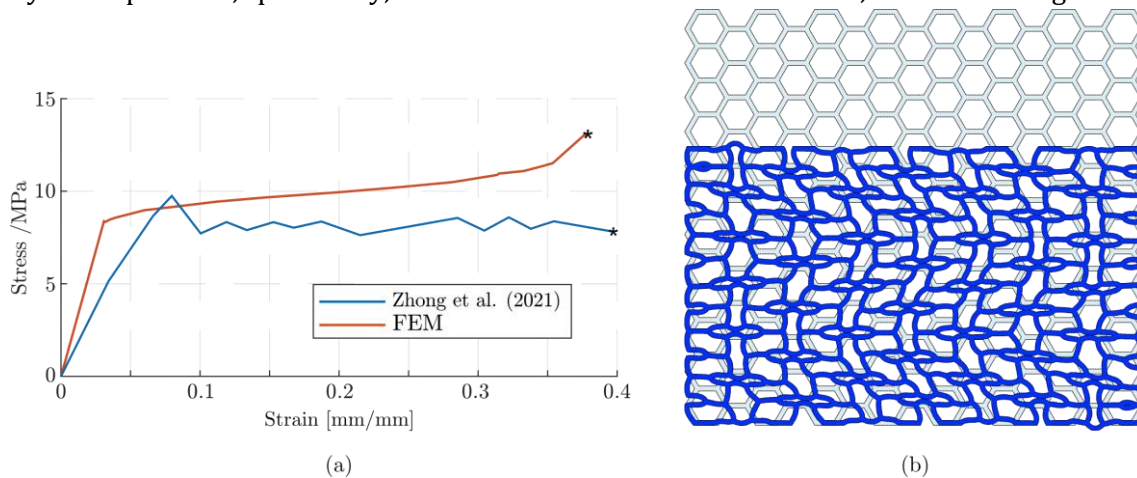 15
10
5
0
0
0.1
0.2
0.3
0.4
Stress /MPa
Strain [mm/mm]
Zhong et al. (2021)
FEM
*
*
(a)
(b)